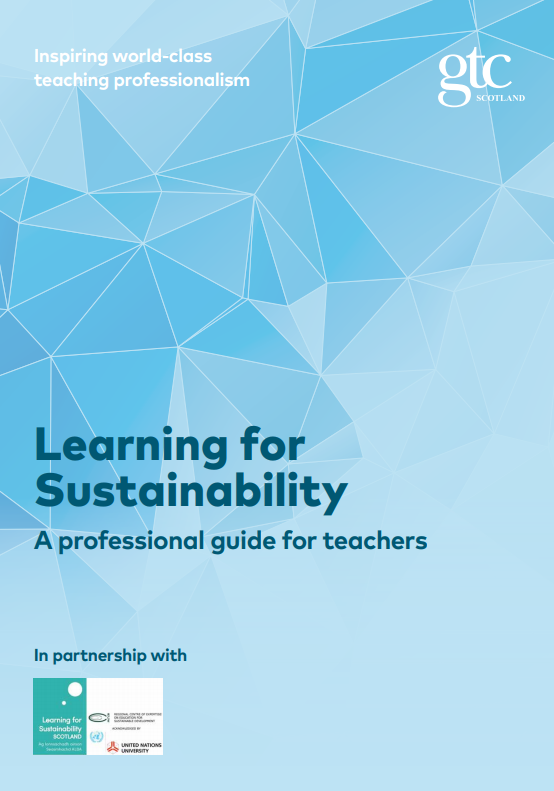 Inspiring world-class
teaching professionalism
gtc
SCOTLAND
Learning for
Sustainability
A professional guide for teachers
In partnership with
Learning for
Sustainability
SCOTLAND
REGIONAL CENTRE OF EXPERTISE
ON EDUCATION FOR
SUSTAINABLE DEVELOPMENT
ACKNOWLEDGED BY
UNITED NATIONS
UNIVERSITY